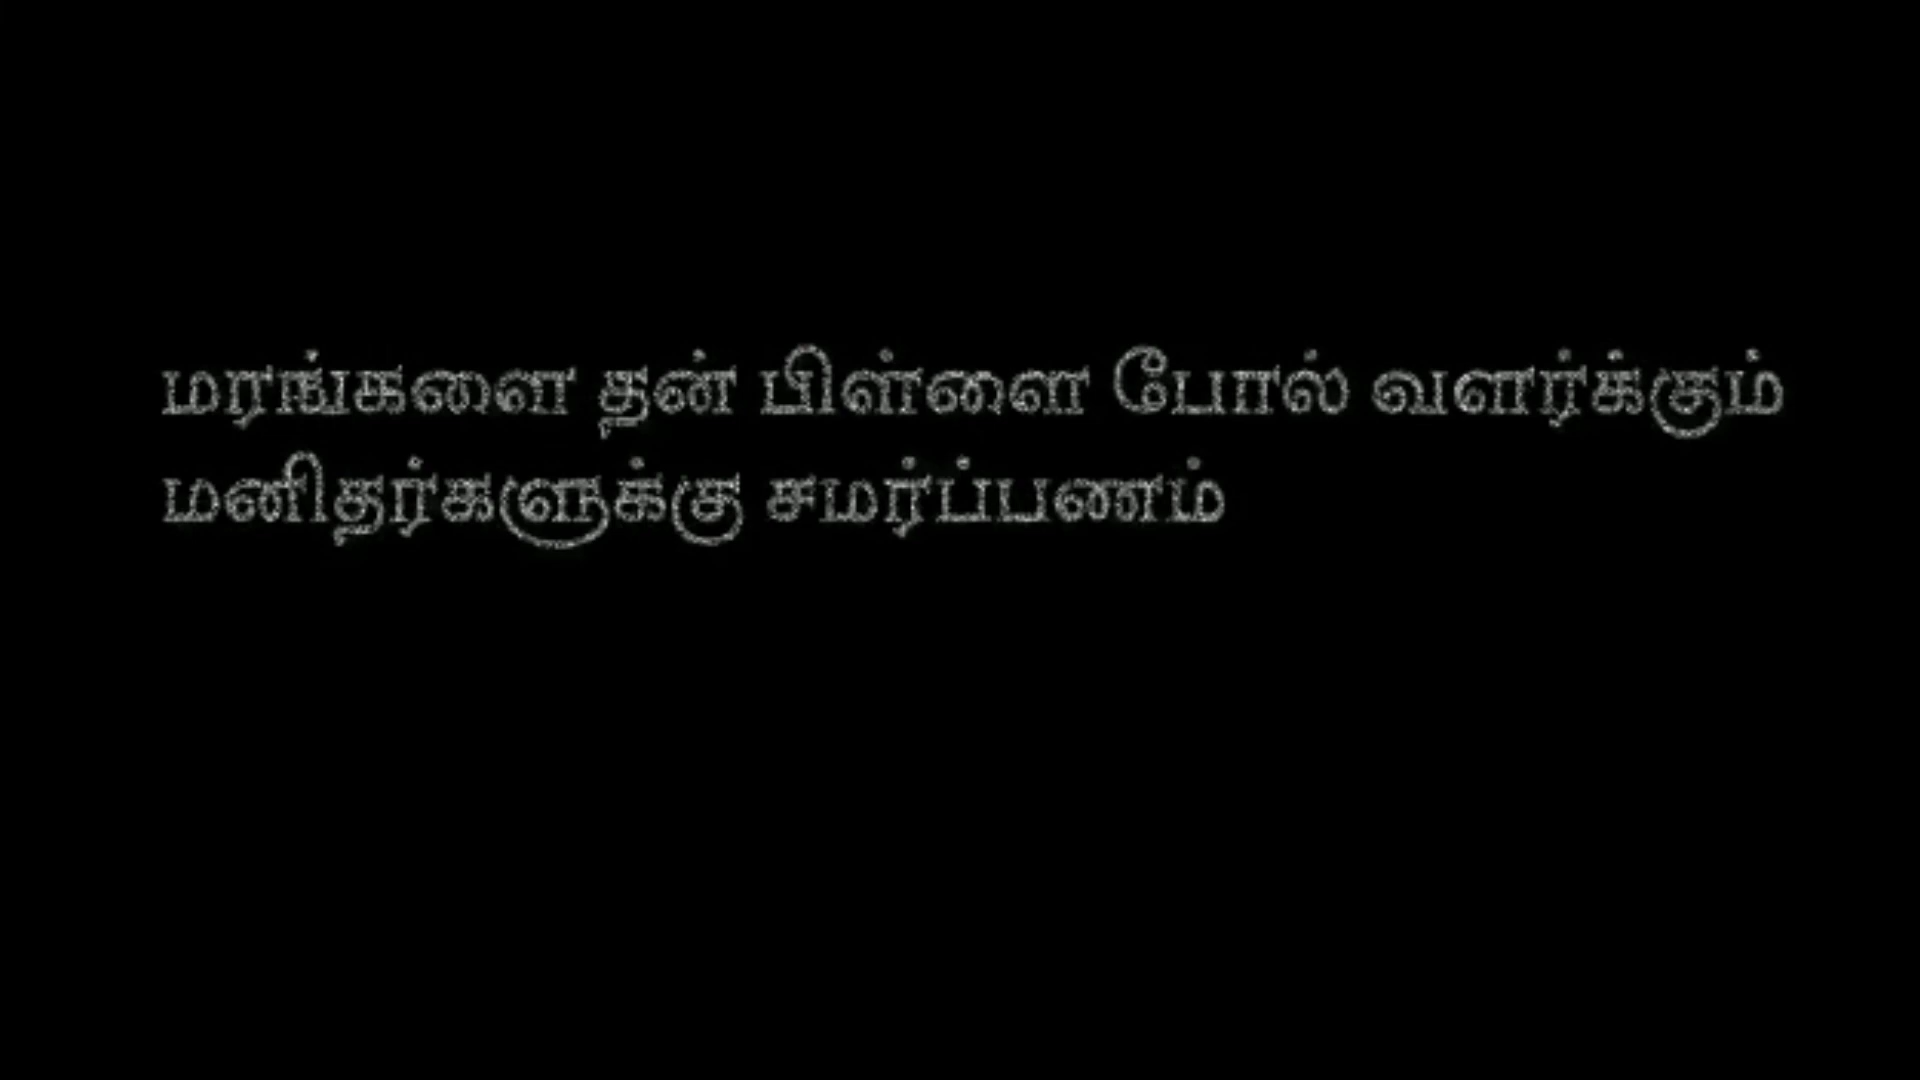 மரங்களை தன் பிள்ளை போல் வளர்க்கும்
மனிதர்களுக்கு சமர்ப்பணம்